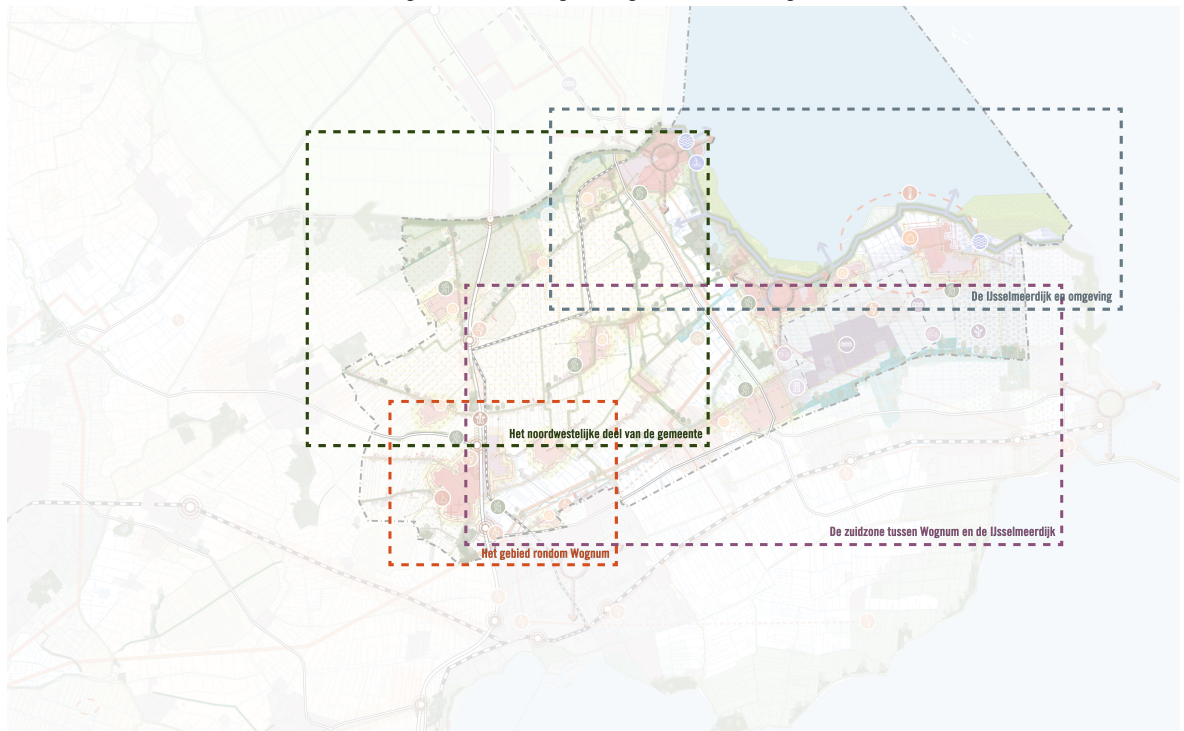 De IJsselmeerdijk en omgeving
Het noordwestelijke deel van de gemeente
De zuidzone tussen Wognum en de IJsselmeerdijk
Het gebied rondom Wognum